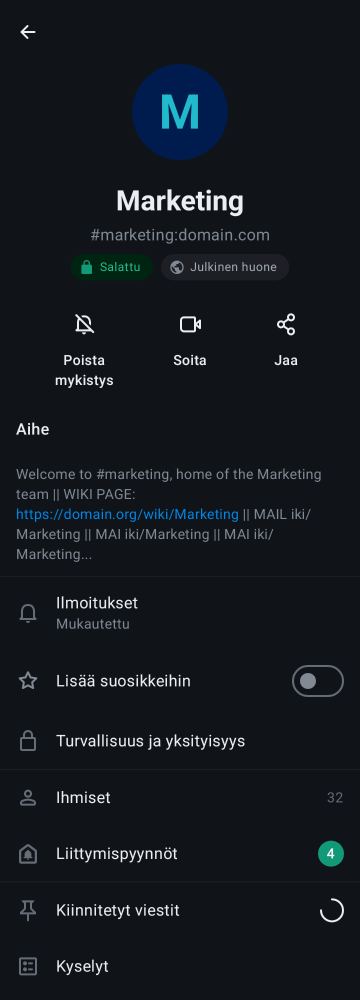 M
Marketing
#marketing:domain.com
Salattu
Julkinen huone
Poista
mykistys
Soita
Jaa
Aihe
Welcome to #marketing, home of the Marketing
team || WIKI PAGE:
https://domain.org/wiki/Marketing || MAIL iki/
Marketing || MAI iki/Marketing || MAI iki/
Marketing...
Ilmoitukset
Mukautettu
Lisää suosikkeihin
Turvallisuus ja yksityisyys
Ihmiset
32
Liittymispyynnöt
4
Kiinnitetyt viestit
Kyselyt